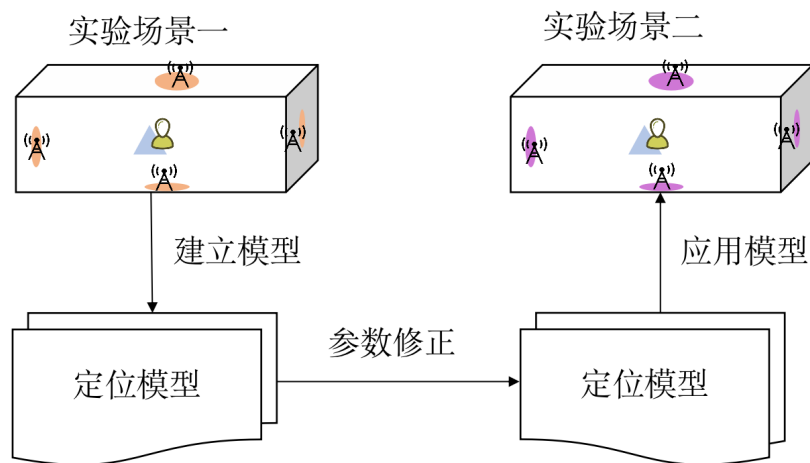 实验场景一
实验场景二
建立模型
应用模型
参数修正
定位模型
定位模型